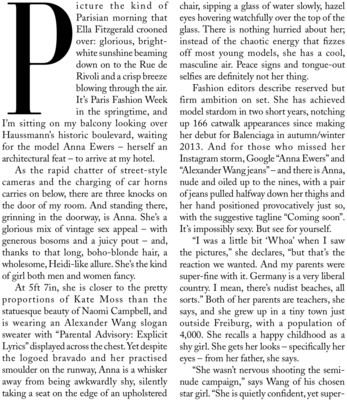 Picture the kind of
Parisian morning that
Ella Fitzgerald crooned
over: glorious, bright-
white sunshine beaming
down on to the Rue de
Rivoli and a crisp breeze
blowing through the air.
It's Paris Fashion Week
in the springtime, and
I'm sitting on my balcony looking over
Haussmann's historic boulevard, waiting
for the model Anna Ewers – herself an
architectural feat – to arrive at my hotel.
As the rapid chatter of street-style
cameras and the charging of car horns
carries on below, there are three knocks on
the door of my room. And standing there,
grinning in the doorway, is Anna. She's a
glorious mix of vintage sex appeal – with
generous bosoms and a juicy pout – and,
thanks to that long, boho-blonde hair, a
wholesome, Heidi-like allure. She's the kind
of girl both men and women fancy.
At 5ft 7in, she is closer to the pretty
proportions of Kate Moss than the
statuesque beauty of Naomi Campbell, and
is wearing an Alexander Wang slogan
sweater with "Parental Advisory: Explicit
Lyrics" displayed across the chest. Yet despite
the logoed bravado and her practised
smoulder on the runway, Anna is a whisker
away from being awkwardly shy, silently
taking a seat on the edge of an upholstered
chair, sipping a glass of water slowly, hazel
eyes hovering watchfully over the top of the
glass. There is nothing hurried about her;
instead of the chaotic energy that fizzes
off most young models, she has a cool,
masculine air. Peace signs and tongue-out
selfies are definitely not her thing.
Fashion editors describe reserved but
firm ambition on set. She has achieved
model stardom in two short years, notching
up 166 catwalk appearances since making
her debut for Balenciaga in autumn/winter
2013. And for those who missed her
Instagram storm, Google "Anna Ewers" and
"Alexander Wang jeans" – and there is Anna,
nude and oiled up to the nines, with a pair
of jeans pulled halfway down her thighs and
her hand positioned provocatively just so,
with the suggestive tagline "Coming soon".
It's impossibly sexy. But see for yourself.
"I was a little bit 'Whoa' when I saw
the pictures," she declares, "but that's the
reaction we wanted. And my parents were
super-fine with it. Germany is a very liberal
country. I mean, there's nudist beaches, all
sorts." Both of her parents are teachers, she
says, and she grew up in a tiny town just
outside Freiburg, with a population of
4,000. She recalls a happy childhood as a
shy girl. She gets her looks – specifically her
eyes – from her father, she says.
"She wasn't nervous shooting the semi-
nude campaign," says Wang of his chosen
star girl. "She is quietly confident, yet super-